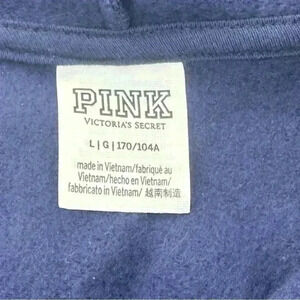 PINK
VICTORIA'S SECRET
L | G | 170/104A
made in Vietnam/fabriqué au
Vietnam/hecho en Vietnam/
fabbricato in Vietnam/ 越南制造